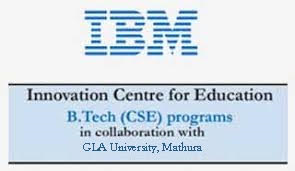 IBM
Innovation Centre for Education
B.Tech (CSE) programs
in collaboration with
GLA University, Mathura